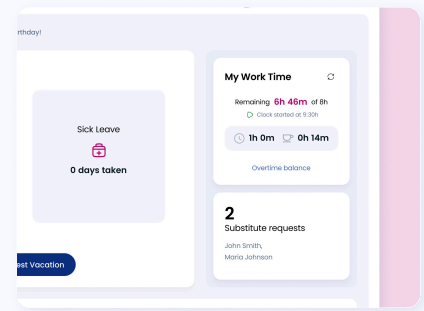 rthday!
My Work Time
Remaining 6h 46m of 8h
Clock started at 9:30h
1h 0m 0h 14m
Overtime balance
Sick Leave
0 days taken
2
Substitute requests
John Smith,
Maria Johnson
est Vacation